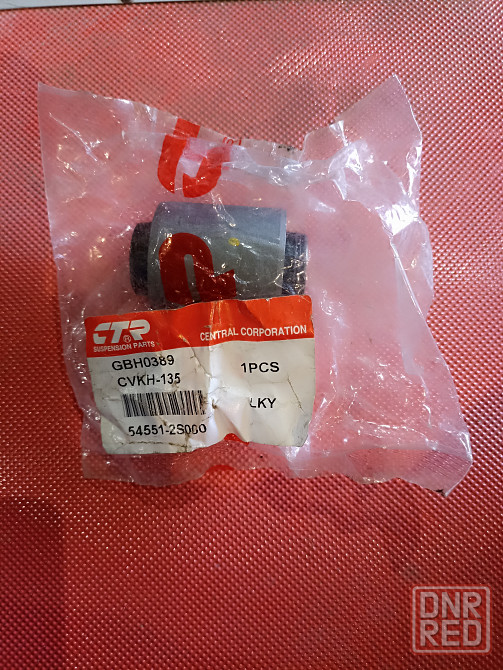 CTR
SUSPENSION PARTS
CENTRAL CORPORATION
GBH0389
CVKH-135
1PCS
LKY
54551-2S000
DNR
RED